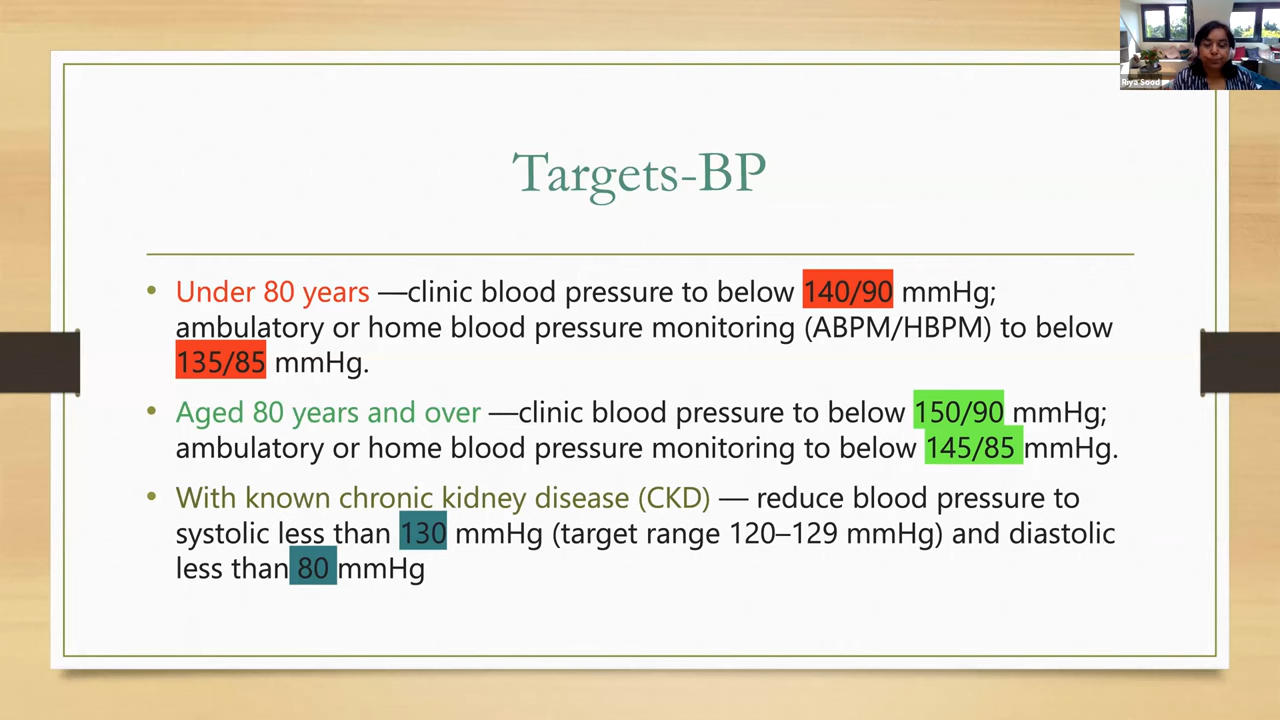 Riya Sood
Targets-BP
• Under 80 years —clinic blood pressure to below 140/90 mmHg;
ambulatory or home blood pressure monitoring (ABPM/HBPM) to below
135/85 mmHg.
• Aged 80 years and over —clinic blood pressure to below 150/90 mmHg;
ambulatory or home blood pressure monitoring to below 145/85 mmHg.
• With known chronic kidney disease (CKD) — reduce blood pressure to
systolic less than 130 mmHg (target range 120–129 mmHg) and diastolic
less than 80 mmHg